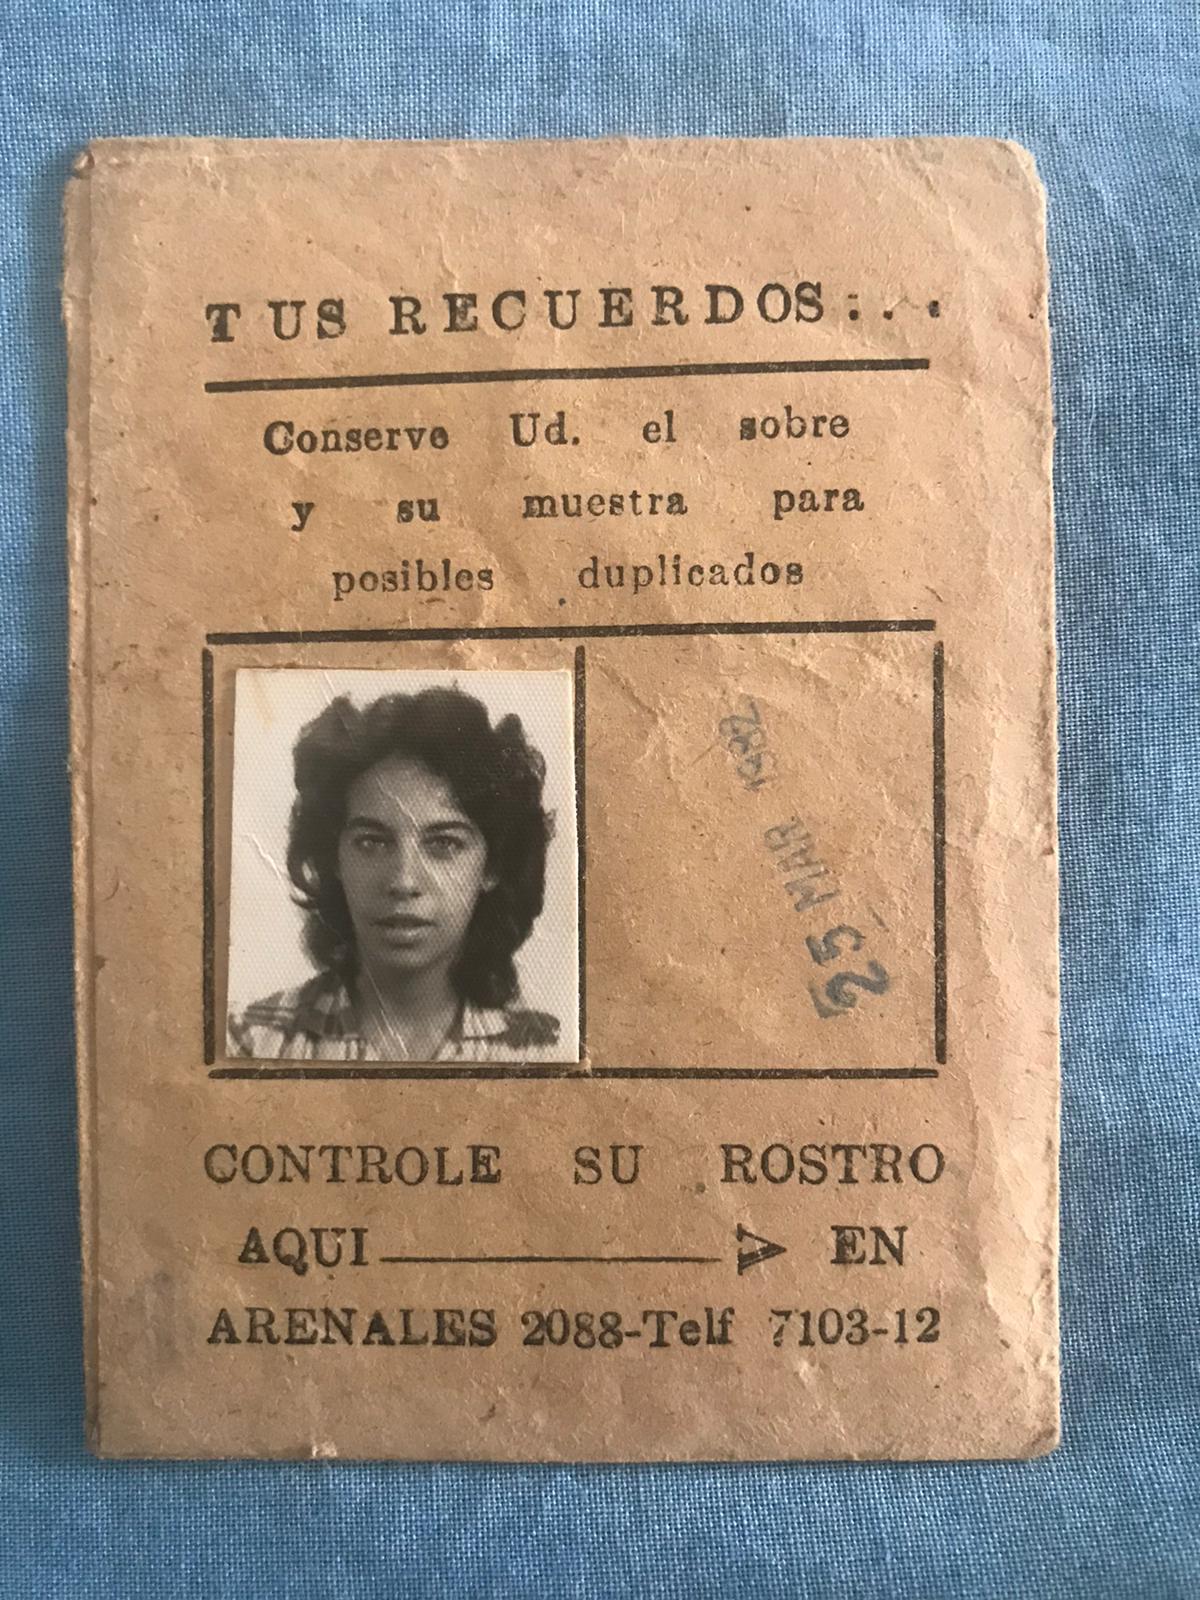 TUS RECUERDOS...
Conserve Ud. el sobre
y su muestra para
posibles duplicados
25 MAR 1982
CONTROLE SU ROSTRO
AQUI EN
ARENALES 2088-Telf 7103-12